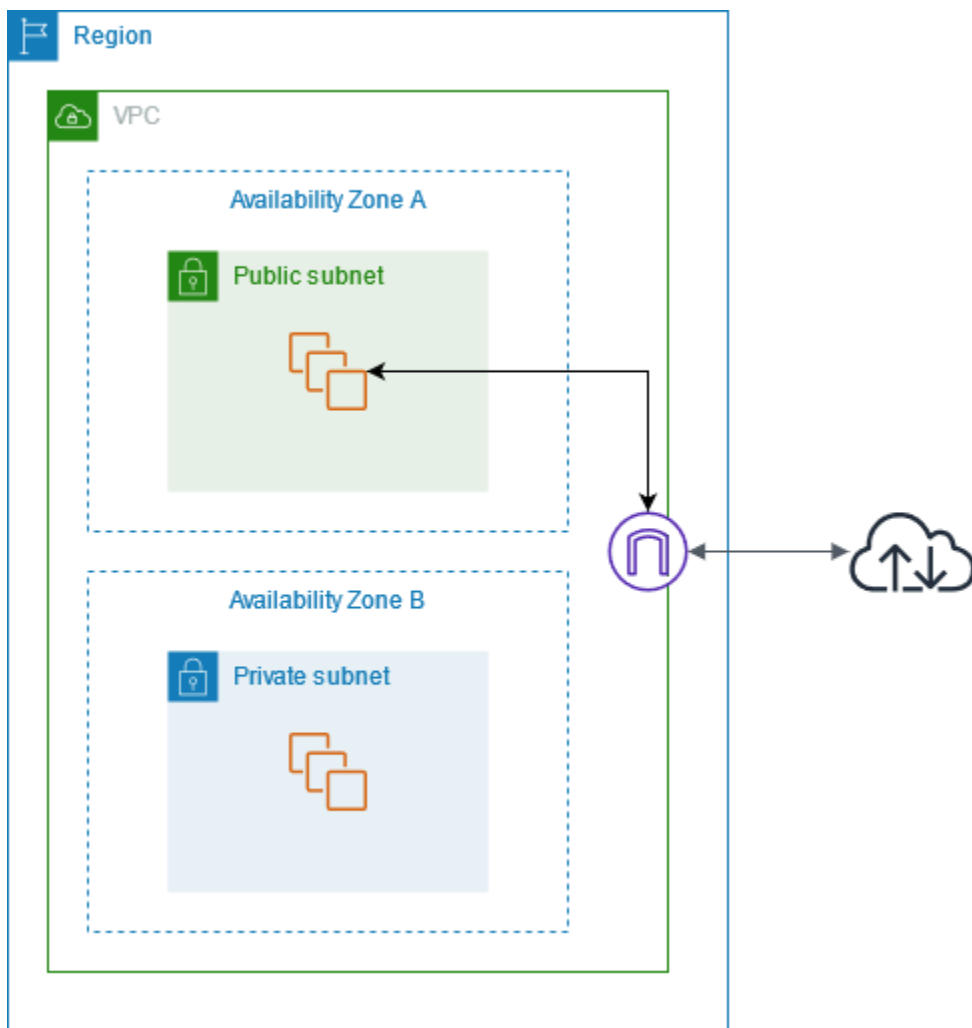 Region
VPC
Availability Zone A
Public subnet
Availability Zone B
Private subnet